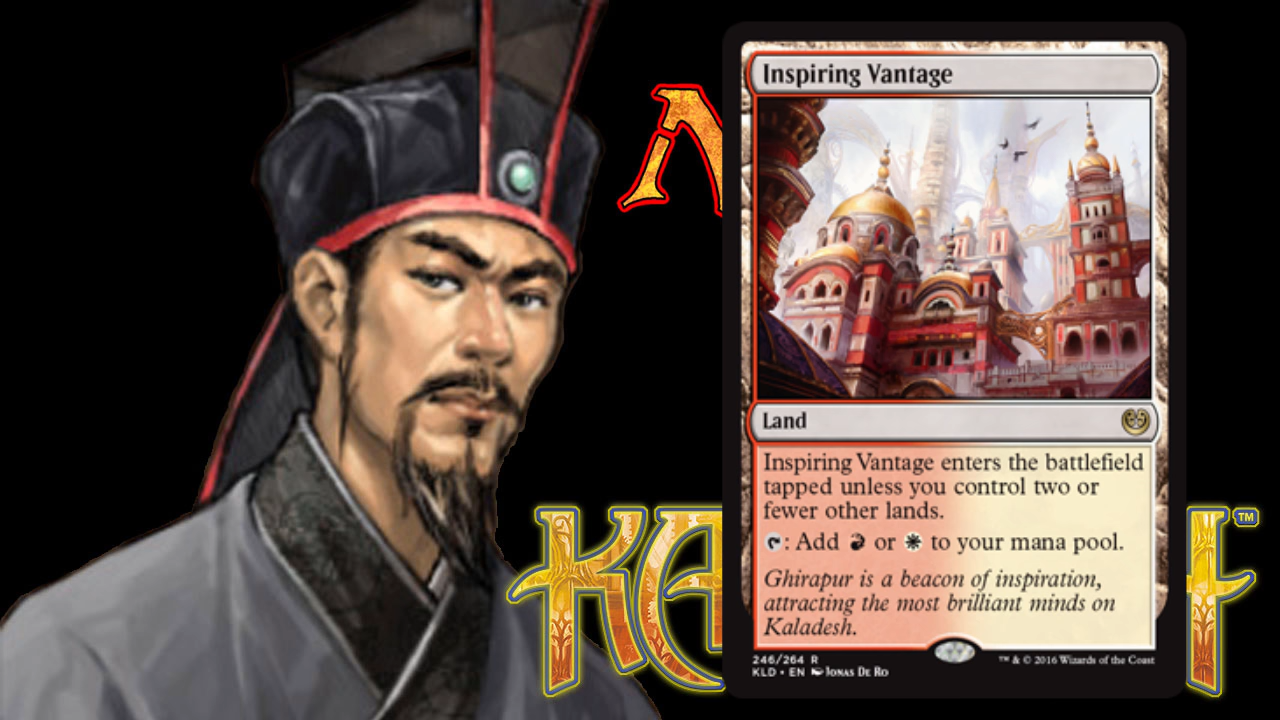 Inspiring Vantage
Land
Inspiring Vantage enters the battlefield
tapped unless you control two or
fewer other lands.
: Add or to your mana pool.
Ghirapur is a beacon of inspiration,
attracting the most brilliant minds on
Kaladesh.
246/264 R
KLD • EN JONAS DE RO
™ & © 2016 Wizards of the Coast
KA
H™